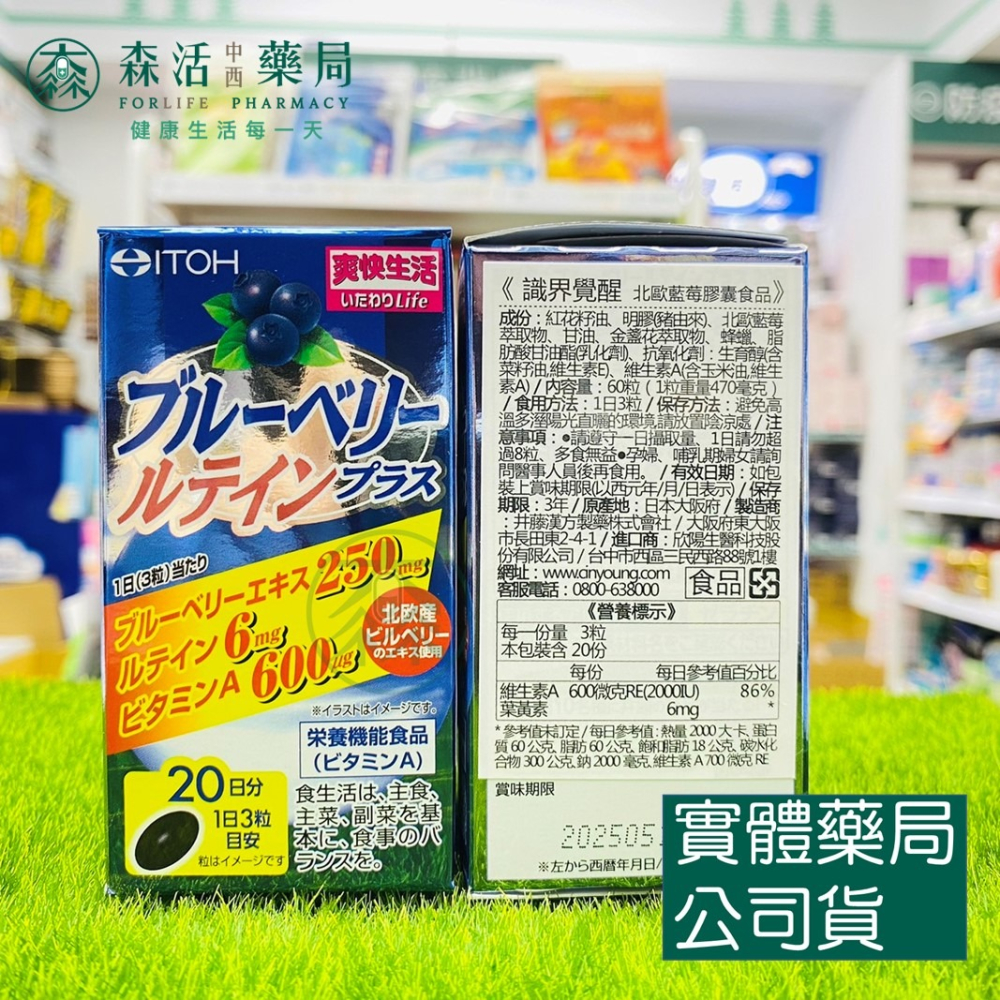 森活中西藥局
FORLIFE PHARMACY
健康生活每一天
ITOH
爽快生活
いたわりLife
ブルーベリー
ルテインプラス
1日(3粒)当たり
ブルーベリーエキス250mg
ルテイン6mg
ビタミンA 600μg
北欧産
ビルベリー
のエキス使用
※イラストはイメージです。
栄養機能食品
(ビタミンA)
20日分
1日3粒
目安
粒はイメージです
食生活は、主食、
主菜、副菜を基
本に、食事のバ
ランスを。
《 識界覺醒 北歐藍莓膠囊食品》
成份:紅花籽油、明膠(豬由來)、北歐藍莓
萃取物、甘油、金盞花萃取物、蜂蠟、脂
肪酸甘油酯(乳化劑)、抗氧化劑:生育醇(含
菜籽油,維生素E)、維生素A(含玉米油,維生
素A) / 內容量:60粒(1粒重量470毫克)
/ 食用方法:1日3粒 / 保存方法:避免高
溫多溼陽光直曬的環境,請放置陰涼處 / 注
意事項:●請遵守一日攝取量、1日請勿超
過8粒、多食無益●孕婦、哺乳期婦女請詢
問醫事人員後再食用。 / 有效日期:如包
裝上賞味期限(以西元年/月/日表示) / 保存
期限:3年 / 原產地:日本大阪府 / 製造商
:井藤漢方製藥株式會社 / 大阪府東大阪
市長田東2-4-1 / 進口商:欣陽生醫科技股
份有限公司 / 台中市西區三民西路88號1樓
網址:www.cinyoung.com
客服電話:0800-638000
食品
《營養標示》
每一份量 3粒
本包裝含 20份
每份 每日參考值百分比
維生素A 600微克RE(2000IU) 86%
葉黃素 6mg *
*參考值未訂定 / 每日參考值:熱量 2000 大卡、蛋白
質 60 公克、脂肪 60 公克、飽和脂肪 18 公克、碳水化
合物 300 公克、鈉 2000 毫克、維生素 A 700 微克 RE
賞味期限
202505
※左から西暦年月日/
實體藥局
公司貨